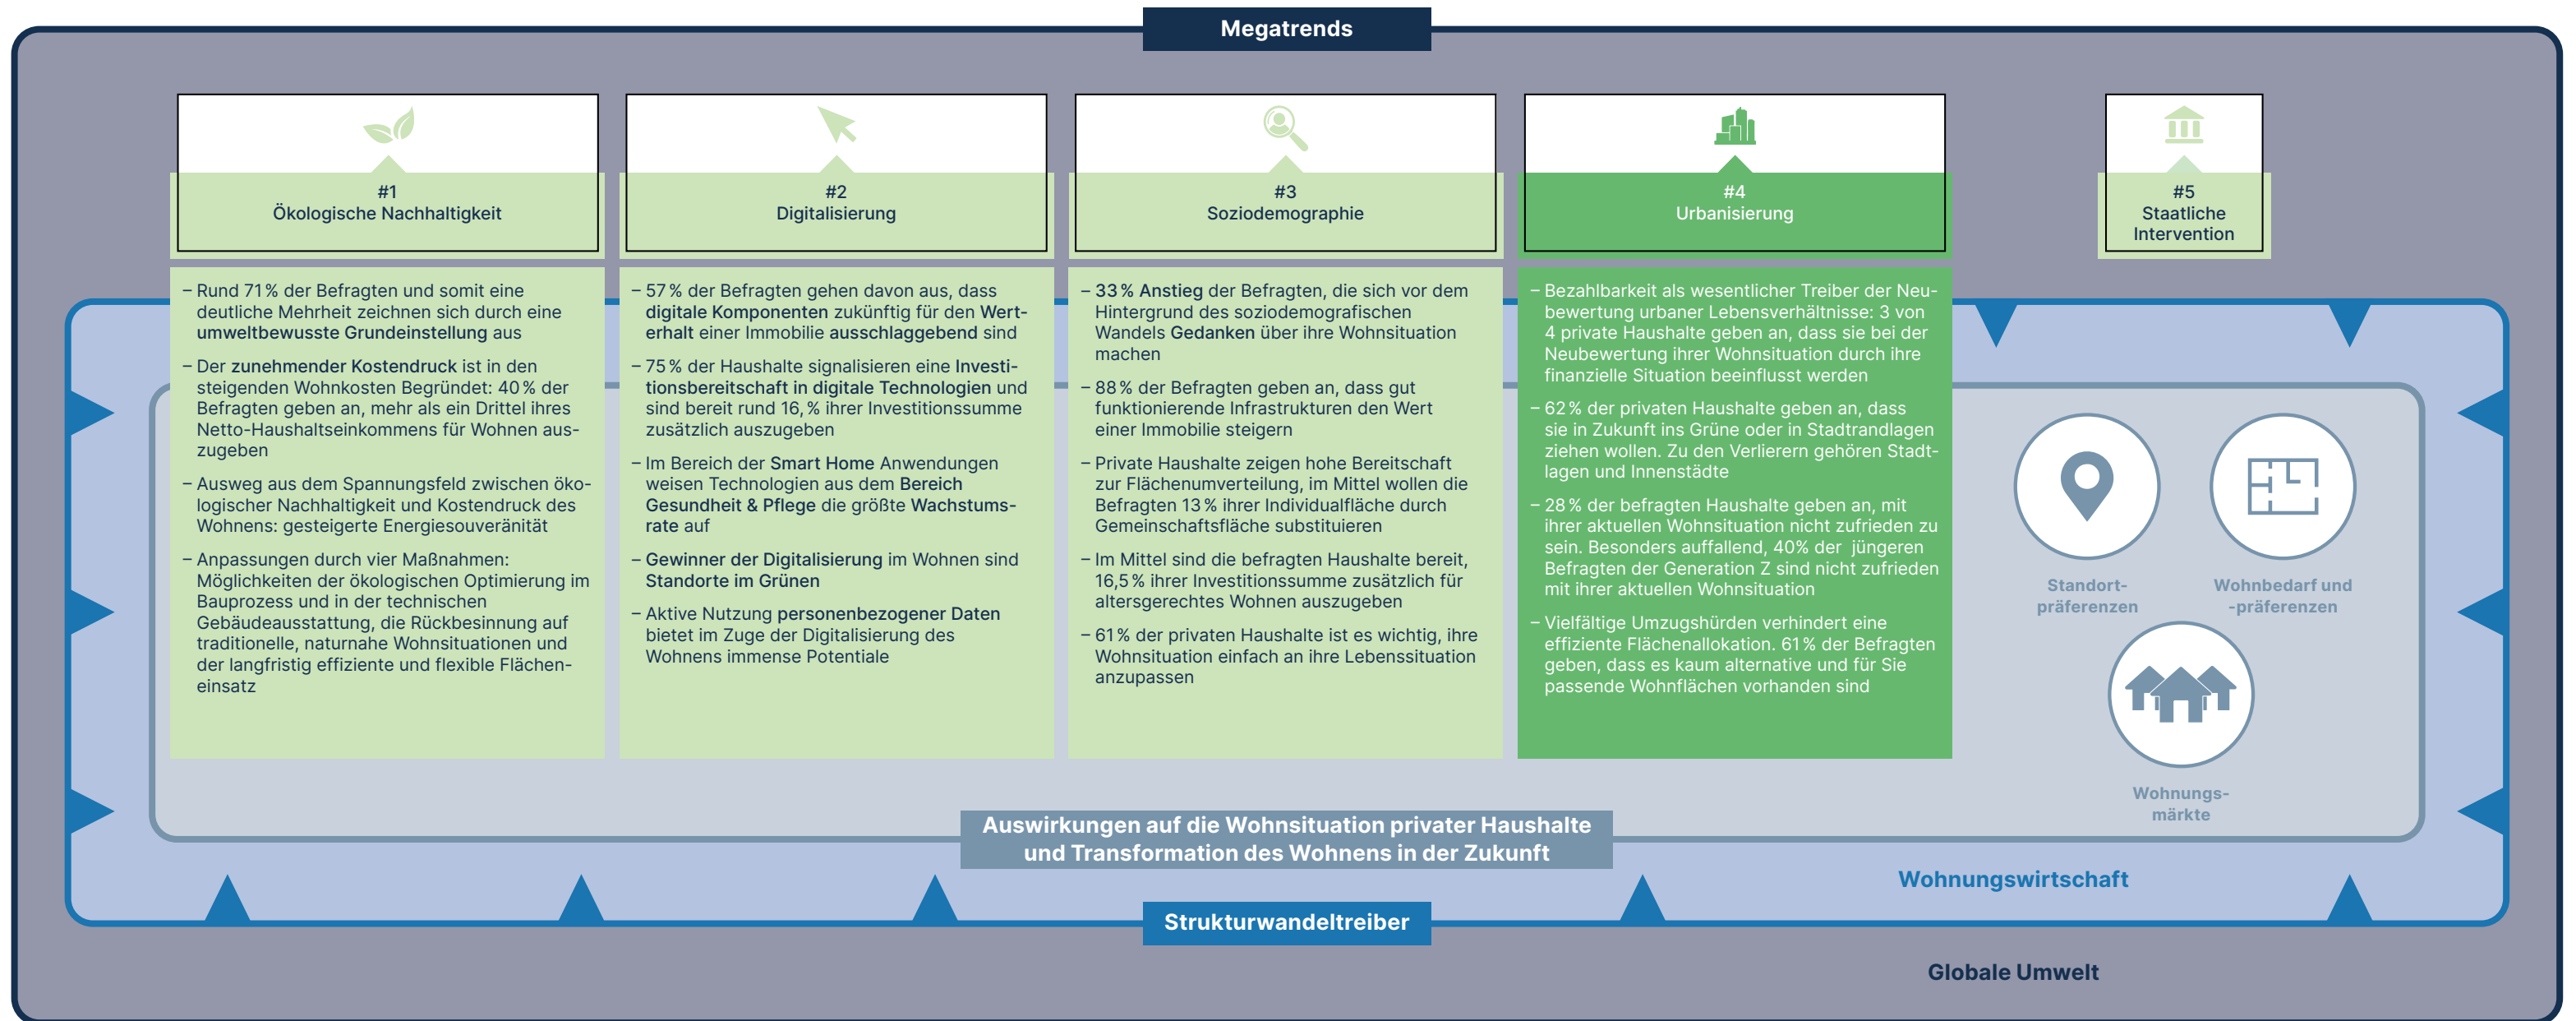 Megatrends
#1
Ökologische Nachhaltigkeit
– Rund 71 % der Befragten und somit eine
deutliche Mehrheit zeichnen sich durch eine
umweltbewusste Grundeinstellung aus
– Der zunehmender Kostendruck ist in den
steigenden Wohnkosten Begründet: 40 % der
Befragten geben an, mehr als ein Drittel ihres
Netto-Haushaltseinkommens für Wohnen aus-
zugeben
– Ausweg aus dem Spannungsfeld zwischen öko-
logischer Nachhaltigkeit und Kostendruck des
Wohnens: gesteigerte Energiesouveränität
– Anpassungen durch vier Maßnahmen:
Möglichkeiten der ökologischen Optimierung im
Bauprozess und in der technischen
Gebäudeausstattung, die Rückbesinnung auf
traditionelle, naturnahe Wohnsituationen und
der langfristig effiziente und flexible Flächen-
einsatz
#2
Digitalisierung
– 57 % der Befragten gehen davon aus, dass
digitale Komponenten zukünftig für den Wert-
erhalt einer Immobilie ausschlaggebend sind
– 75 % der Haushalte signalisieren eine Investi-
tionsbereitschaft in digitale Technologien und
sind bereit rund 16, % ihrer Investitionssumme
zusätzlich auszugeben
– Im Bereich der Smart Home Anwendungen
weisen Technologien aus dem Bereich
Gesundheit & Pflege die größte Wachstums-
rate auf
– Gewinner der Digitalisierung im Wohnen sind
Standorte im Grünen
– Aktive Nutzung personenbezogener Daten
bietet im Zuge der Digitalisierung des
Wohnens immense Potentiale
#3
Soziodemographie
– 33 % Anstieg der Befragten, die sich vor dem
Hintergrund des soziodemografischen
Wandels Gedanken über ihre Wohnsituation
machen
– 88 % der Befragten geben an, dass gut
funktionierende Infrastrukturen den Wert
einer Immobilie steigern
– Private Haushalte zeigen hohe Bereitschaft
zur Flächenumverteilung, im Mittel wollen die
Befragten 13 % ihrer Individualfläche durch
Gemeinschaftsfläche substituieren
– Im Mittel sind die befragten Haushalte bereit,
16,5 % ihrer Investitionssumme zusätzlich für
altersgerechtes Wohnen auszugeben
– 61 % der privaten Haushalte ist es wichtig, ihre
Wohnsituation einfach an ihre Lebenssituation
anzupassen
#4
Urbanisierung
– Bezahlbarkeit als wesentlicher Treiber der Neu-
bewertung urbaner Lebensverhältnisse: 3 von
4 private Haushalte geben an, dass sie bei der
Neubewertung ihrer Wohnsituation durch ihre
finanzielle Situation beeinflusst werden
– 62 % der privaten Haushalte geben an, dass
sie in Zukunft ins Grüne oder in Stadtrandlagen
ziehen wollen. Zu den Verlierern gehören Stadt-
lagen und Innenstädte
– 28 % der befragten Haushalte geben an, mit
ihrer aktuellen Wohnsituation nicht zufrieden zu
sein. Besonders auffallend, 40% der jüngeren
Befragten der Generation Z sind nicht zufrieden
mit ihrer aktuellen Wohnsituation
– Vielfältige Umzugshürden verhindert eine
effiziente Flächenallokation. 61 % der Befragten
geben, dass es kaum alternative und für Sie
passende Wohnflächen vorhanden sind
#5
Staatliche
Intervention
Standort-
präferenzen
Wohnbedarf und
-präferenzen
Wohnungs-
märkte
Auswirkungen auf die Wohnsituation privater Haushalte
und Transformation des Wohnens in der Zukunft
Wohnungswirtschaft
Strukturwandeltreiber
Globale Umwelt